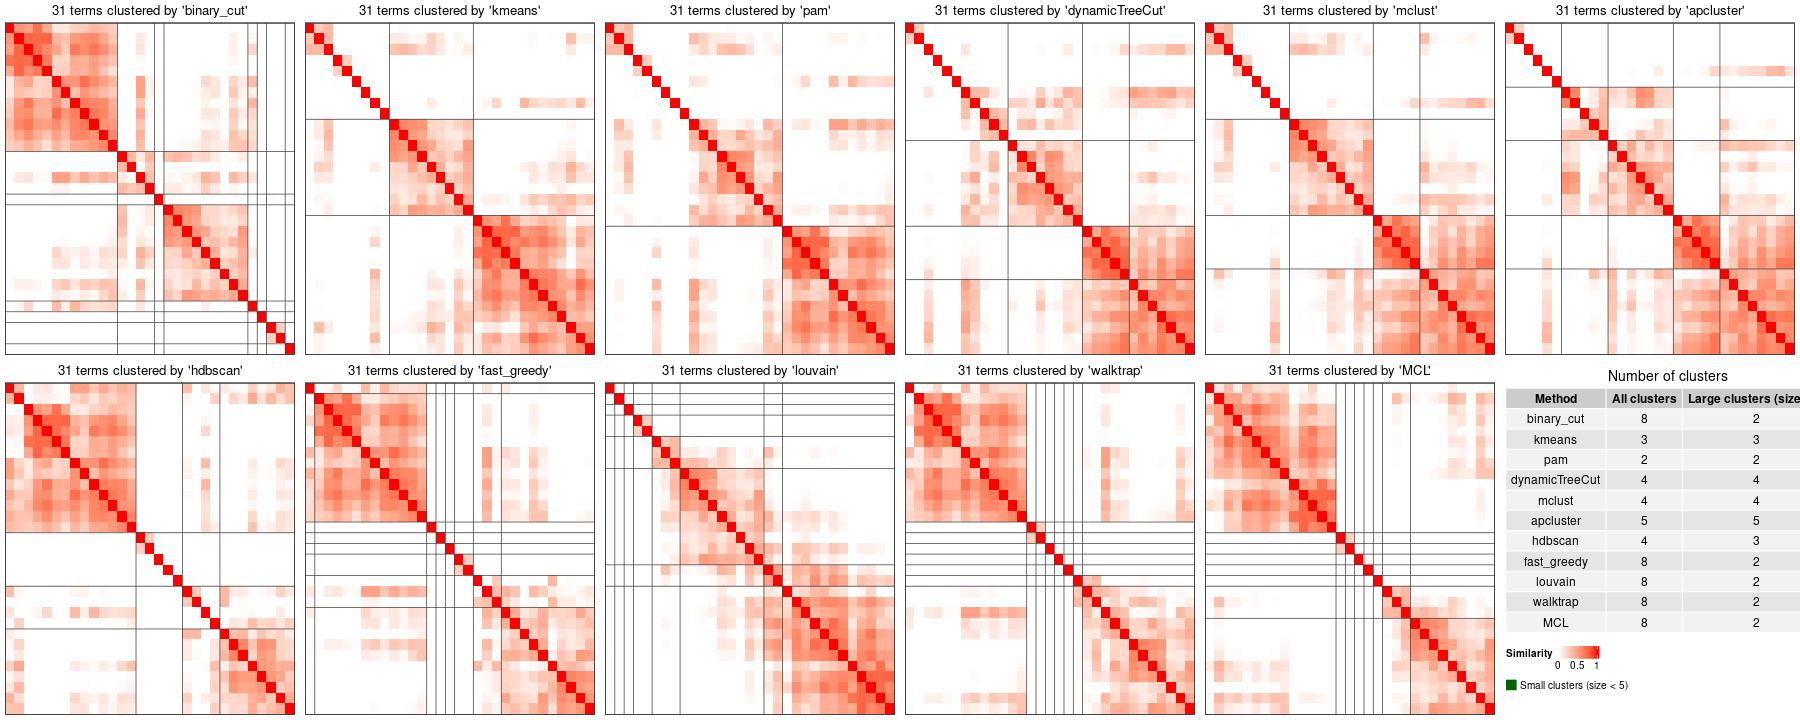 31 terms clustered by 'binary_cut'
31 terms clustered by 'kmeans'
31 terms clustered by 'pam'
31 terms clustered by 'dynamicTreeCut'
31 terms clustered by 'mclust'
31 terms clustered by 'apcluster'
31 terms clustered by 'hdbscan'
31 terms clustered by 'fast_greedy'
31 terms clustered by 'louvain'
31 terms clustered by 'walktrap'
31 terms clustered by 'MCL'
Number of clusters
Method All clusters Large clusters (size
binary_cut 8 2
kmeans 3 3
pam 2 2
dynamicTreeCut 4 4
mclust 4 4
apcluster 5 5
hdbscan 4 3
fast_greedy 8 2
louvain 8 2
walktrap 8 2
MCL 8 2
Similarity
0 0.5 1
Small clusters (size < 5)